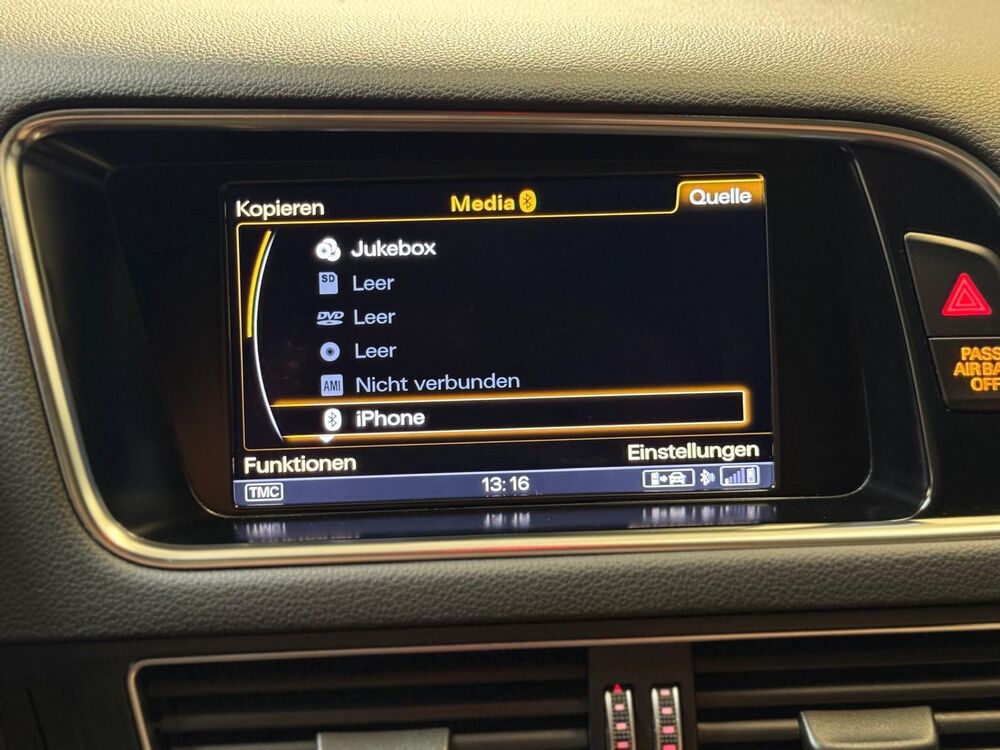 Kopieren Media Quelle
Jukebox
SD Leer
DVD Leer
Leer
AMI Nicht verbunden
iPhone
Funktionen Einstellungen
TMC 13:16
PASS
AIR BA
OFF